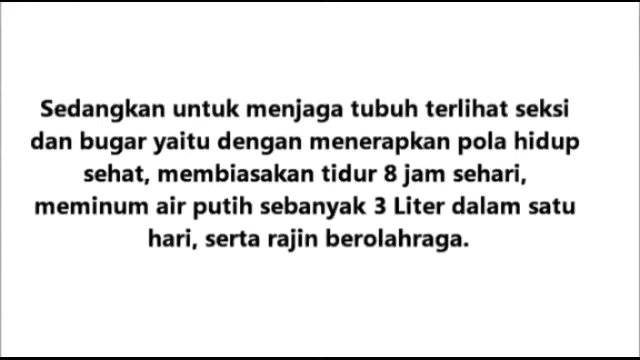 Sedangkan untuk menjaga tubuh terlihat seksi
dan bugar yaitu dengan menerapkan pola hidup
sehat, membiasakan tidur 8 jam sehari,
meminum air putih sebanyak 3 Liter dalam satu
hari, serta rajin berolahraga.